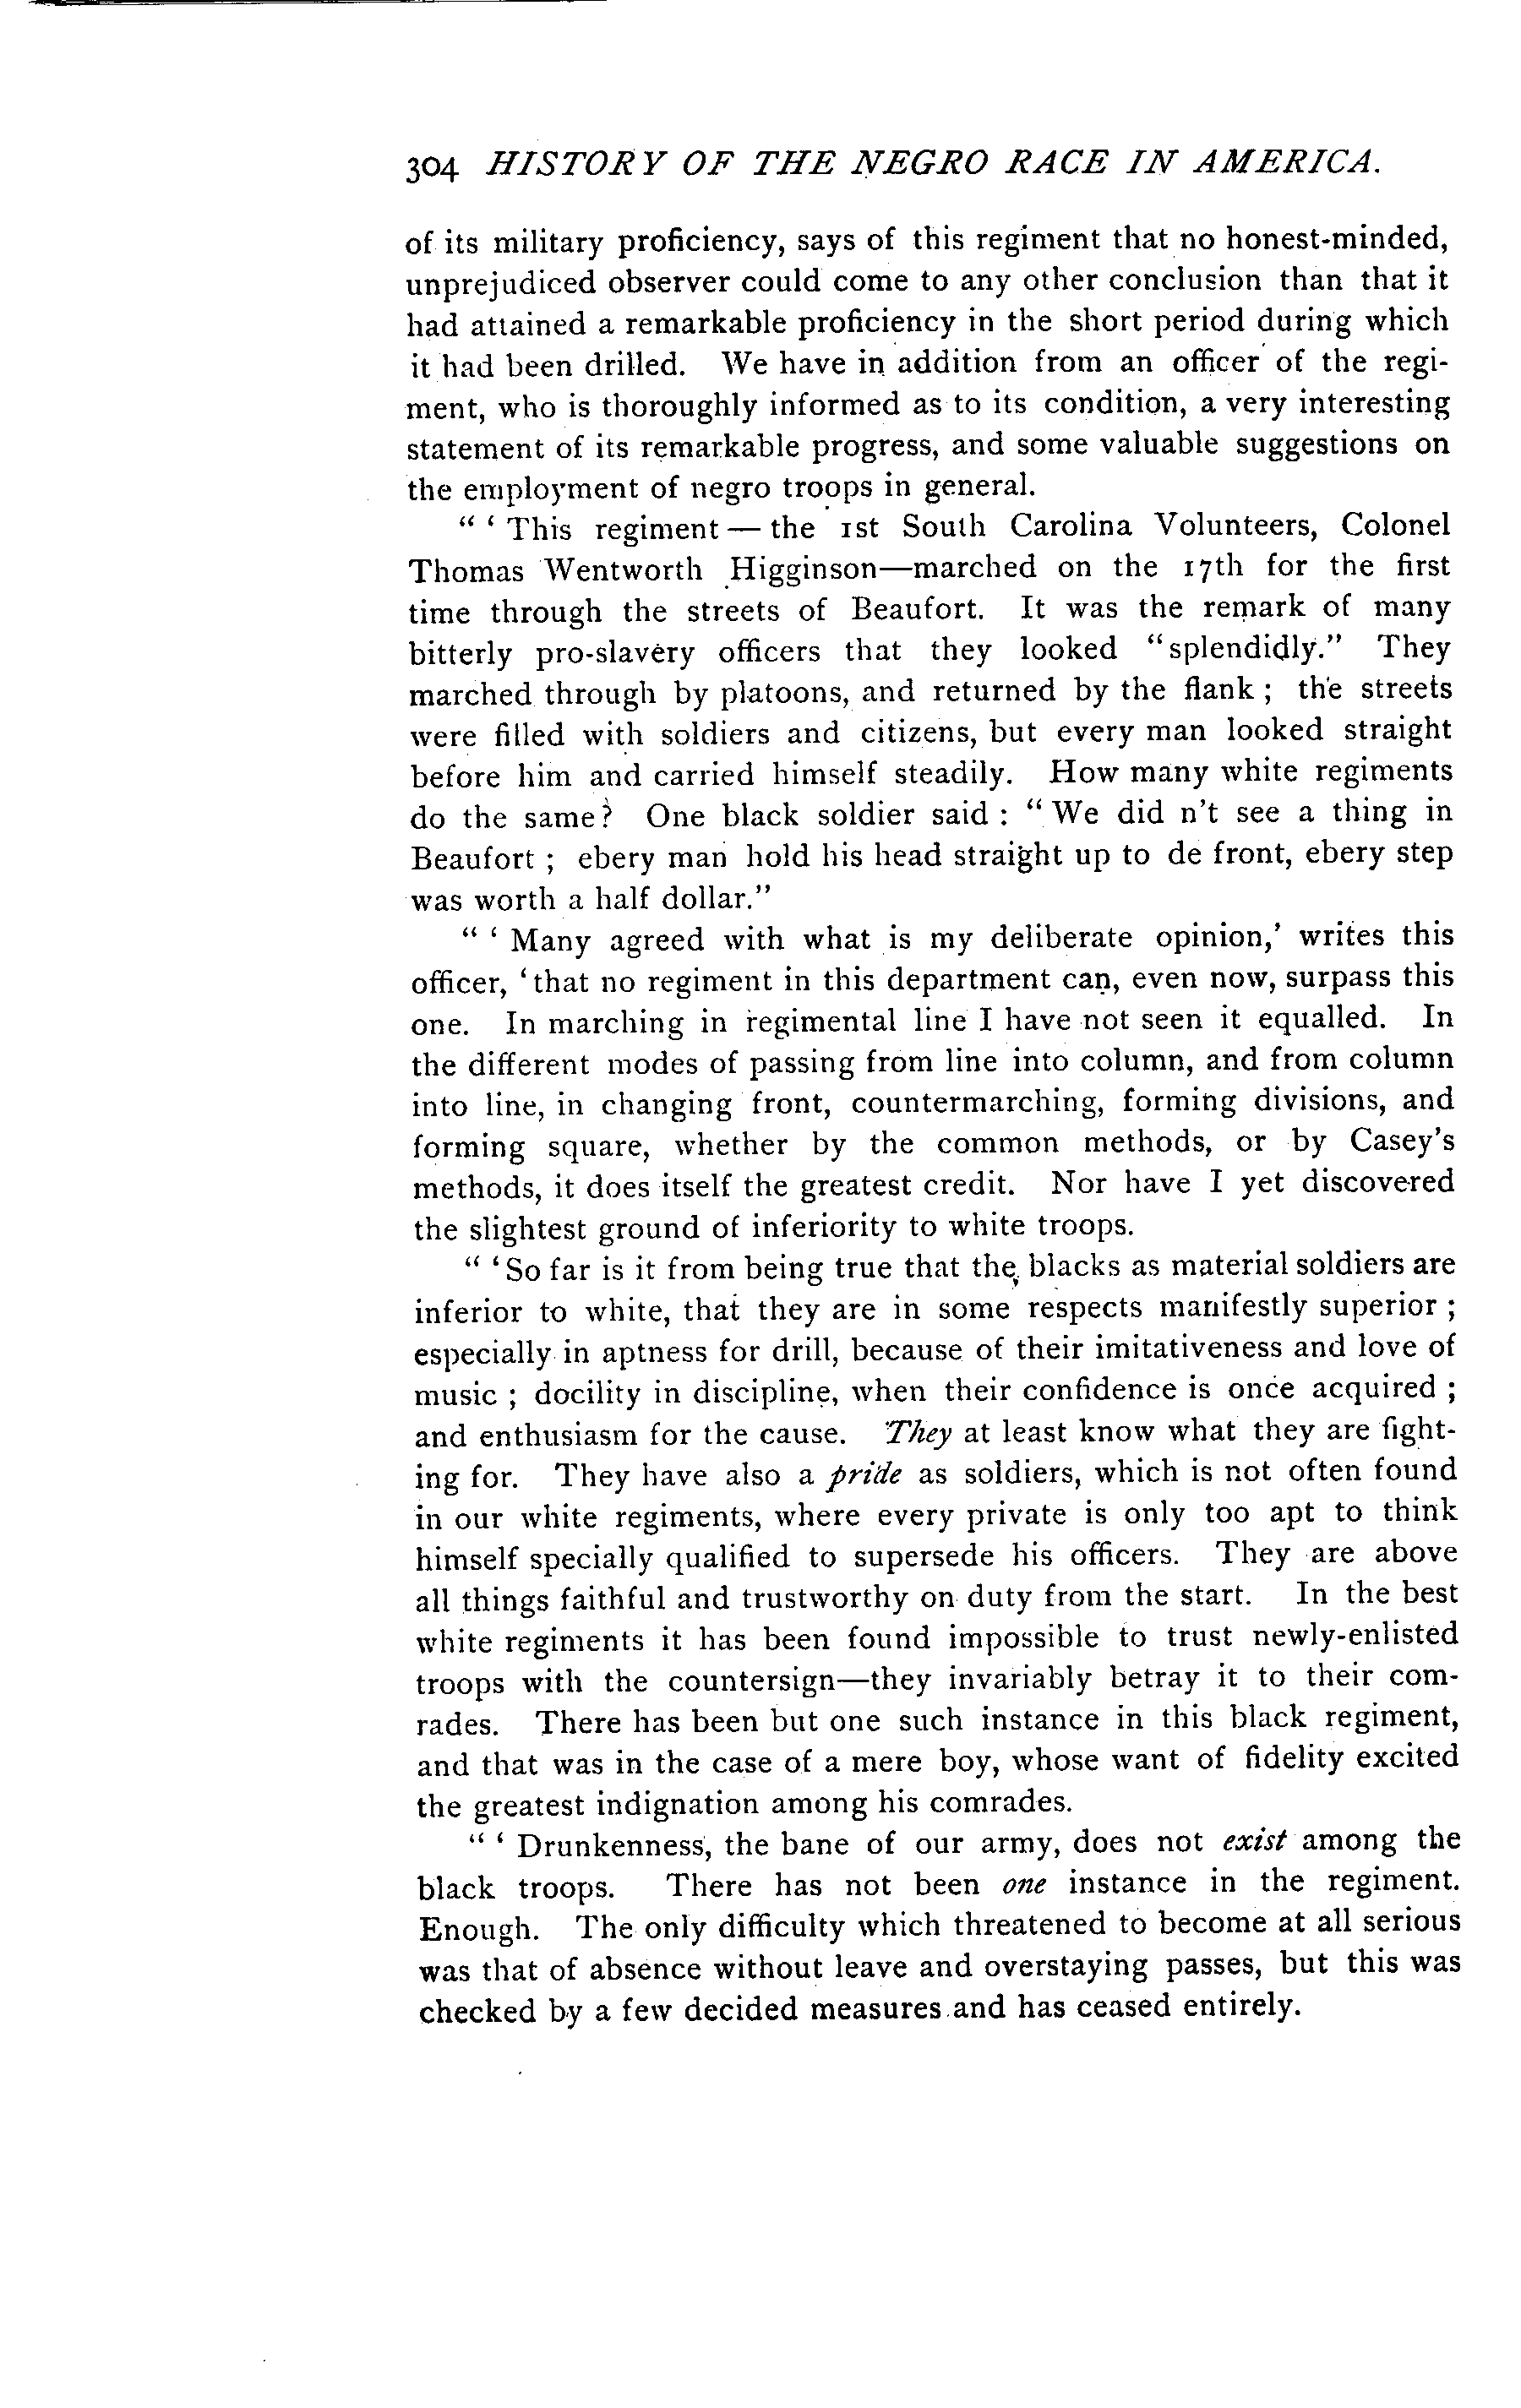 304 HISTORY OF THE NEGRO RACE IN AMERICA.
of its military proficiency, says of this regiment that no honest-minded,
unprejudiced observer could come to any other conclusion than that it
had attained a remarkable proficiency in the short period during which
it had been drilled. We have in addition from an officer of the regi-
ment, who is thoroughly informed as to its condition, a very interesting
statement of its remarkable progress, and some valuable suggestions on
the employment of negro troops in general.
“ ‘ This regiment — the 1st South Carolina Volunteers, Colonel
Thomas Wentworth Higginson—marched on the 17th for the first
time through the streets of Beaufort. It was the remark of many
bitterly pro-slavery officers that they looked “splendidly.” They
marched through by platoons, and returned by the flank ; the streets
were filled with soldiers and citizens, but every man looked straight
before him and carried himself steadily. How many white regiments
do the same? One black soldier said : “ We did n't see a thing in
Beaufort ; ebery man hold his head straight up to de front, ebery step
was worth a half dollar.”
“ ‘ Many agreed with what is my deliberate opinion,’ writes this
officer, ‘that no regiment in this department can, even now, surpass this
one. In marching in regimental line I have not seen it equalled. In
the different modes of passing from line into column, and from column
into line, in changing front, countermarching, forming divisions, and
forming square, whether by the common methods, or by Casey's
methods, it does itself the greatest credit. Nor have I yet discovered
the slightest ground of inferiority to white troops.
“ ‘So far is it from being true that the blacks as material soldiers are
inferior to white, that they are in some respects manifestly superior ;
especially in aptness for drill, because of their imitativeness and love of
music ; docility in discipline, when their confidence is once acquired ;
and enthusiasm for the cause. They at least know what they are fight-
ing for. They have also a pride as soldiers, which is not often found
in our white regiments, where every private is only too apt to think
himself specially qualified to supersede his officers. They are above
all things faithful and trustworthy on duty from the start. In the best
white regiments it has been found impossible to trust newly-enlisted
troops with the countersign—they invariably betray it to their com-
rades. There has been but one such instance in this black regiment,
and that was in the case of a mere boy, whose want of fidelity excited
the greatest indignation among his comrades.
“ ‘ Drunkenness, the bane of our army, does not exist among the
black troops. There has not been one instance in the regiment.
Enough. The only difficulty which threatened to become at all serious
was that of absence without leave and overstaying passes, but this was
checked by a few decided measures and has ceased entirely.